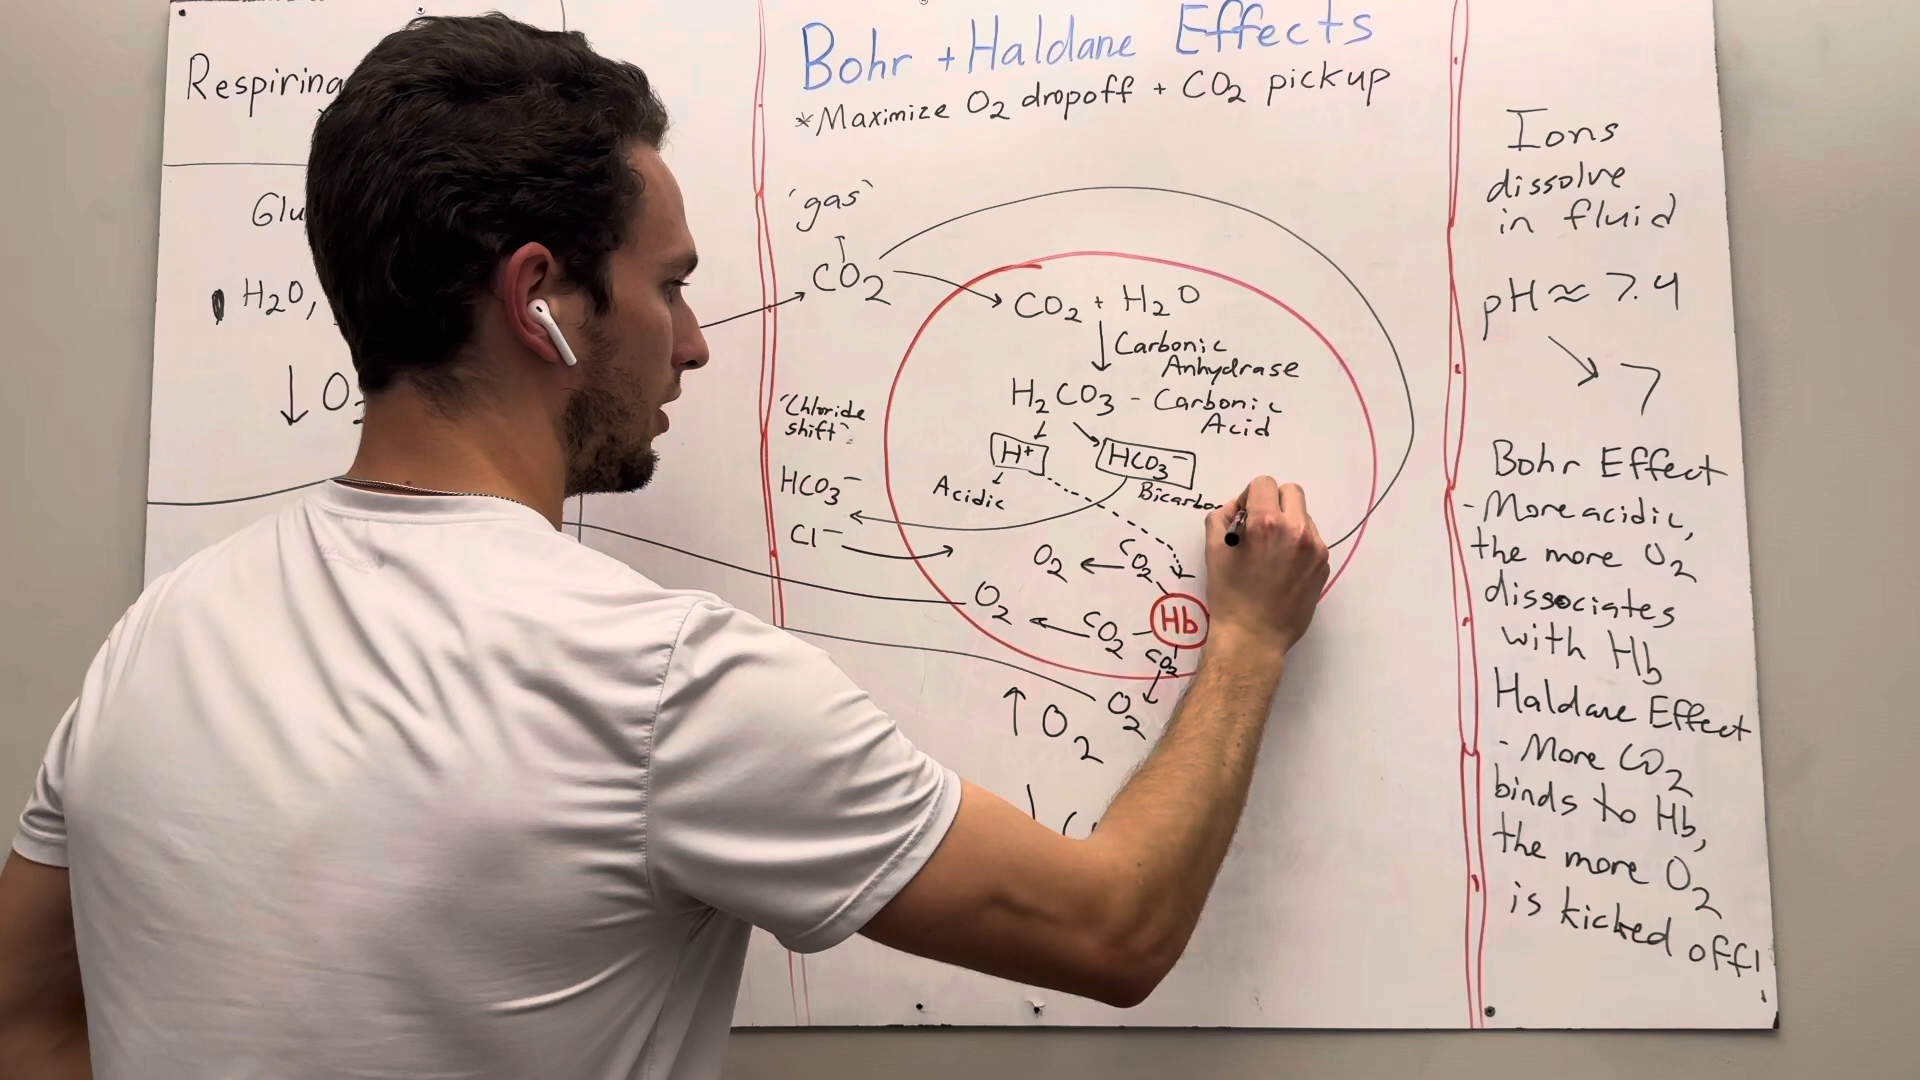 Respiring
Glu
H2O,
↓ O2
Bohr + Haldane Effects
*Maximize O2 dropoff + CO2 pickup
"gas"
CO2
CO2 + H2O
Carbonic
Anhydrase
H2CO3 - Carbonic
Acid
H+
HCO3-
Acidic
Bicarbo
"Chloride
shift"
HCO3-
Cl-
O2 ← CO2
O2 ← CO2 - Hb
CO2
O2
↑ O2
Ions
dissolve
in fluid
pH ≈ 7.4
↘ 7
Bohr Effect
- More acidic,
the more O2
dissociates
with Hb
Haldane Effect
- More CO2
binds to Hb,
the more O2
is kicked off!